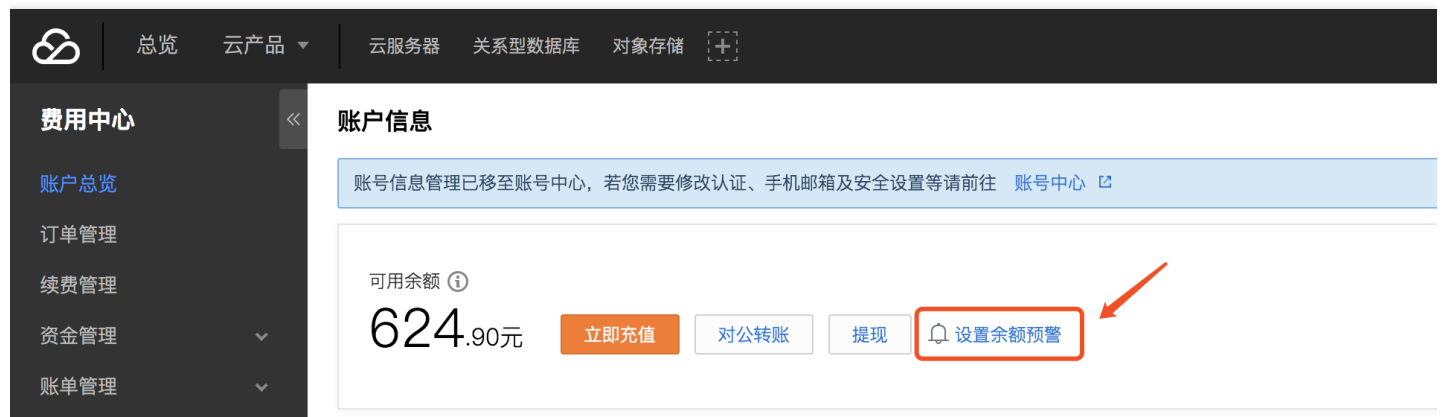 总览 云产品 云服务器 关系型数据库 对象存储
费用中心
账户总览
订单管理
续费管理
资金管理
账单管理
账户信息
账号信息管理已移至账号中心，若您需要修改认证、手机邮箱及安全设置等请前往 账号中心
可用余额
624.90元 立即充值 对公转账 提现 设置余额预警